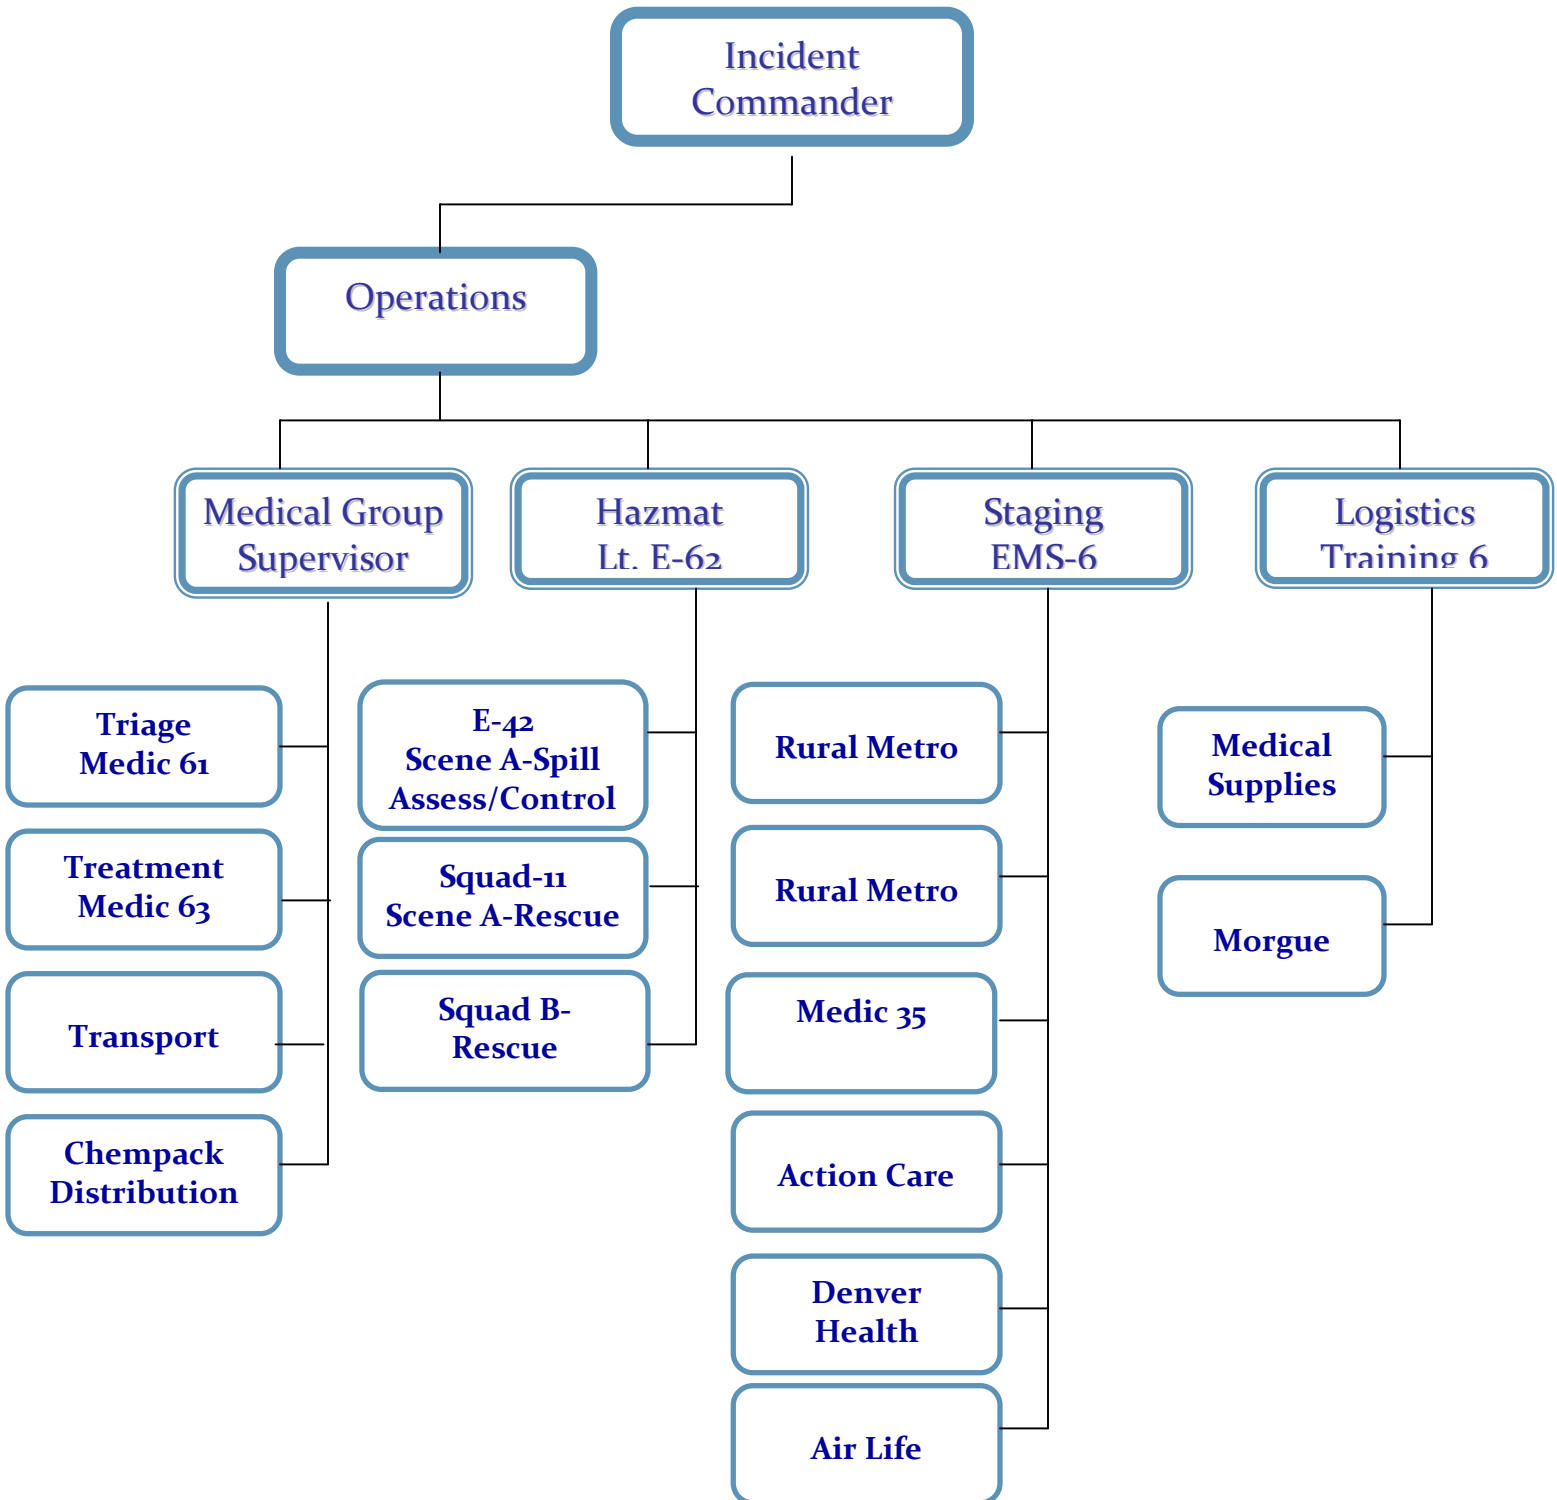 Incident
Commander
Operations
Medical Group
Supervisor
Hazmat
Lt. E-62
Staging
EMS-6
Logistics
Training 6
Triage
Medic 61
Treatment
Medic 63
Transport
Chempack
Distribution
E-42
Scene A-Spill
Assess/Control
Squad-11
Scene A-Rescue
Squad B-
Rescue
Rural Metro
Rural Metro
Medic 35
Action Care
Denver
Health
Air Life
Medical
Supplies
Morgue